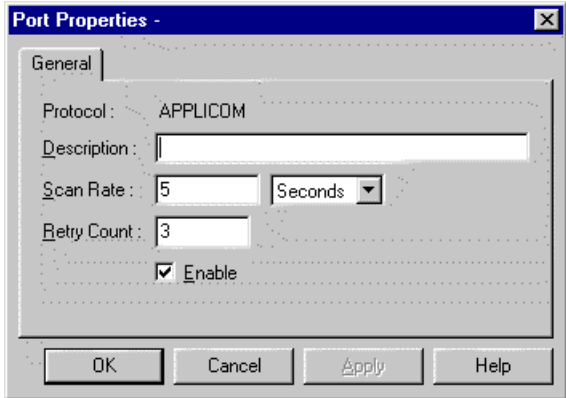 Port Properties -
General
Protocol : APPLICOM
Description :
Scan Rate : 5 Seconds
Retry Count : 3
Enable
OK Cancel Apply Help